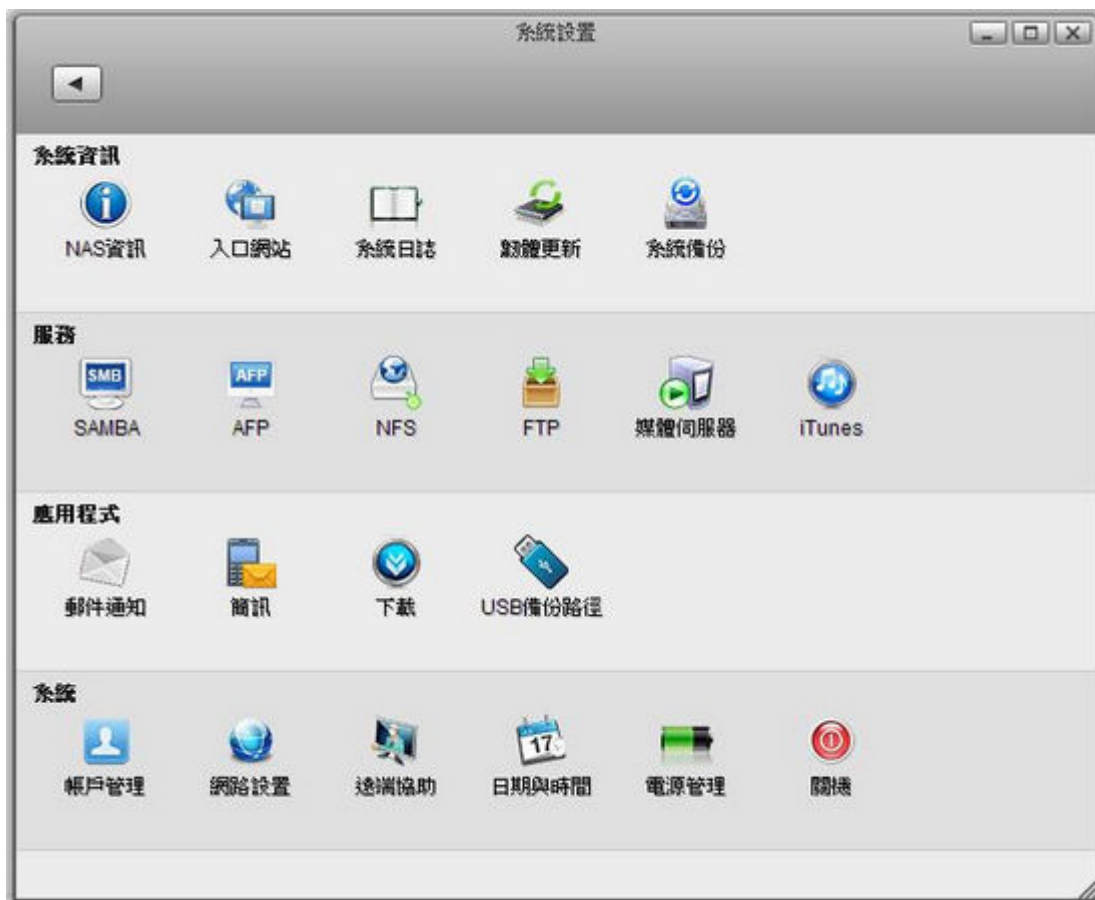 系統設置
系統資訊
NAS資訊 入口網站 系統日誌 韌體更新 系統備份
服務
SMB AFP
SAMBA AFP NFS FTP 媒體伺服器 iTunes
應用程式
郵件通知 簡訊 下載 USB備份路徑
系統
17
帳戶管理 網路設置 遠端協助 日期與時間 電源管理 關機